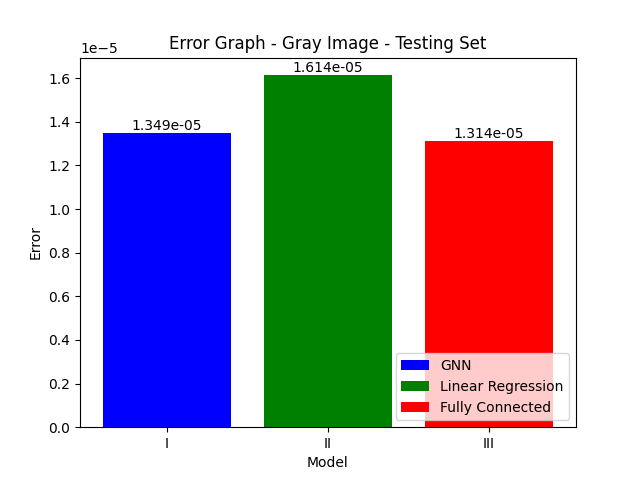 Error Graph - Gray Image - Testing Set
1e−5
1.6
1.4
1.2
1.0
0.8
0.6
0.4
0.2
0.0
Error
1.349e-05
1.614e-05
1.314e-05
GNN
Linear Regression
Fully Connected
I
II
III
Model